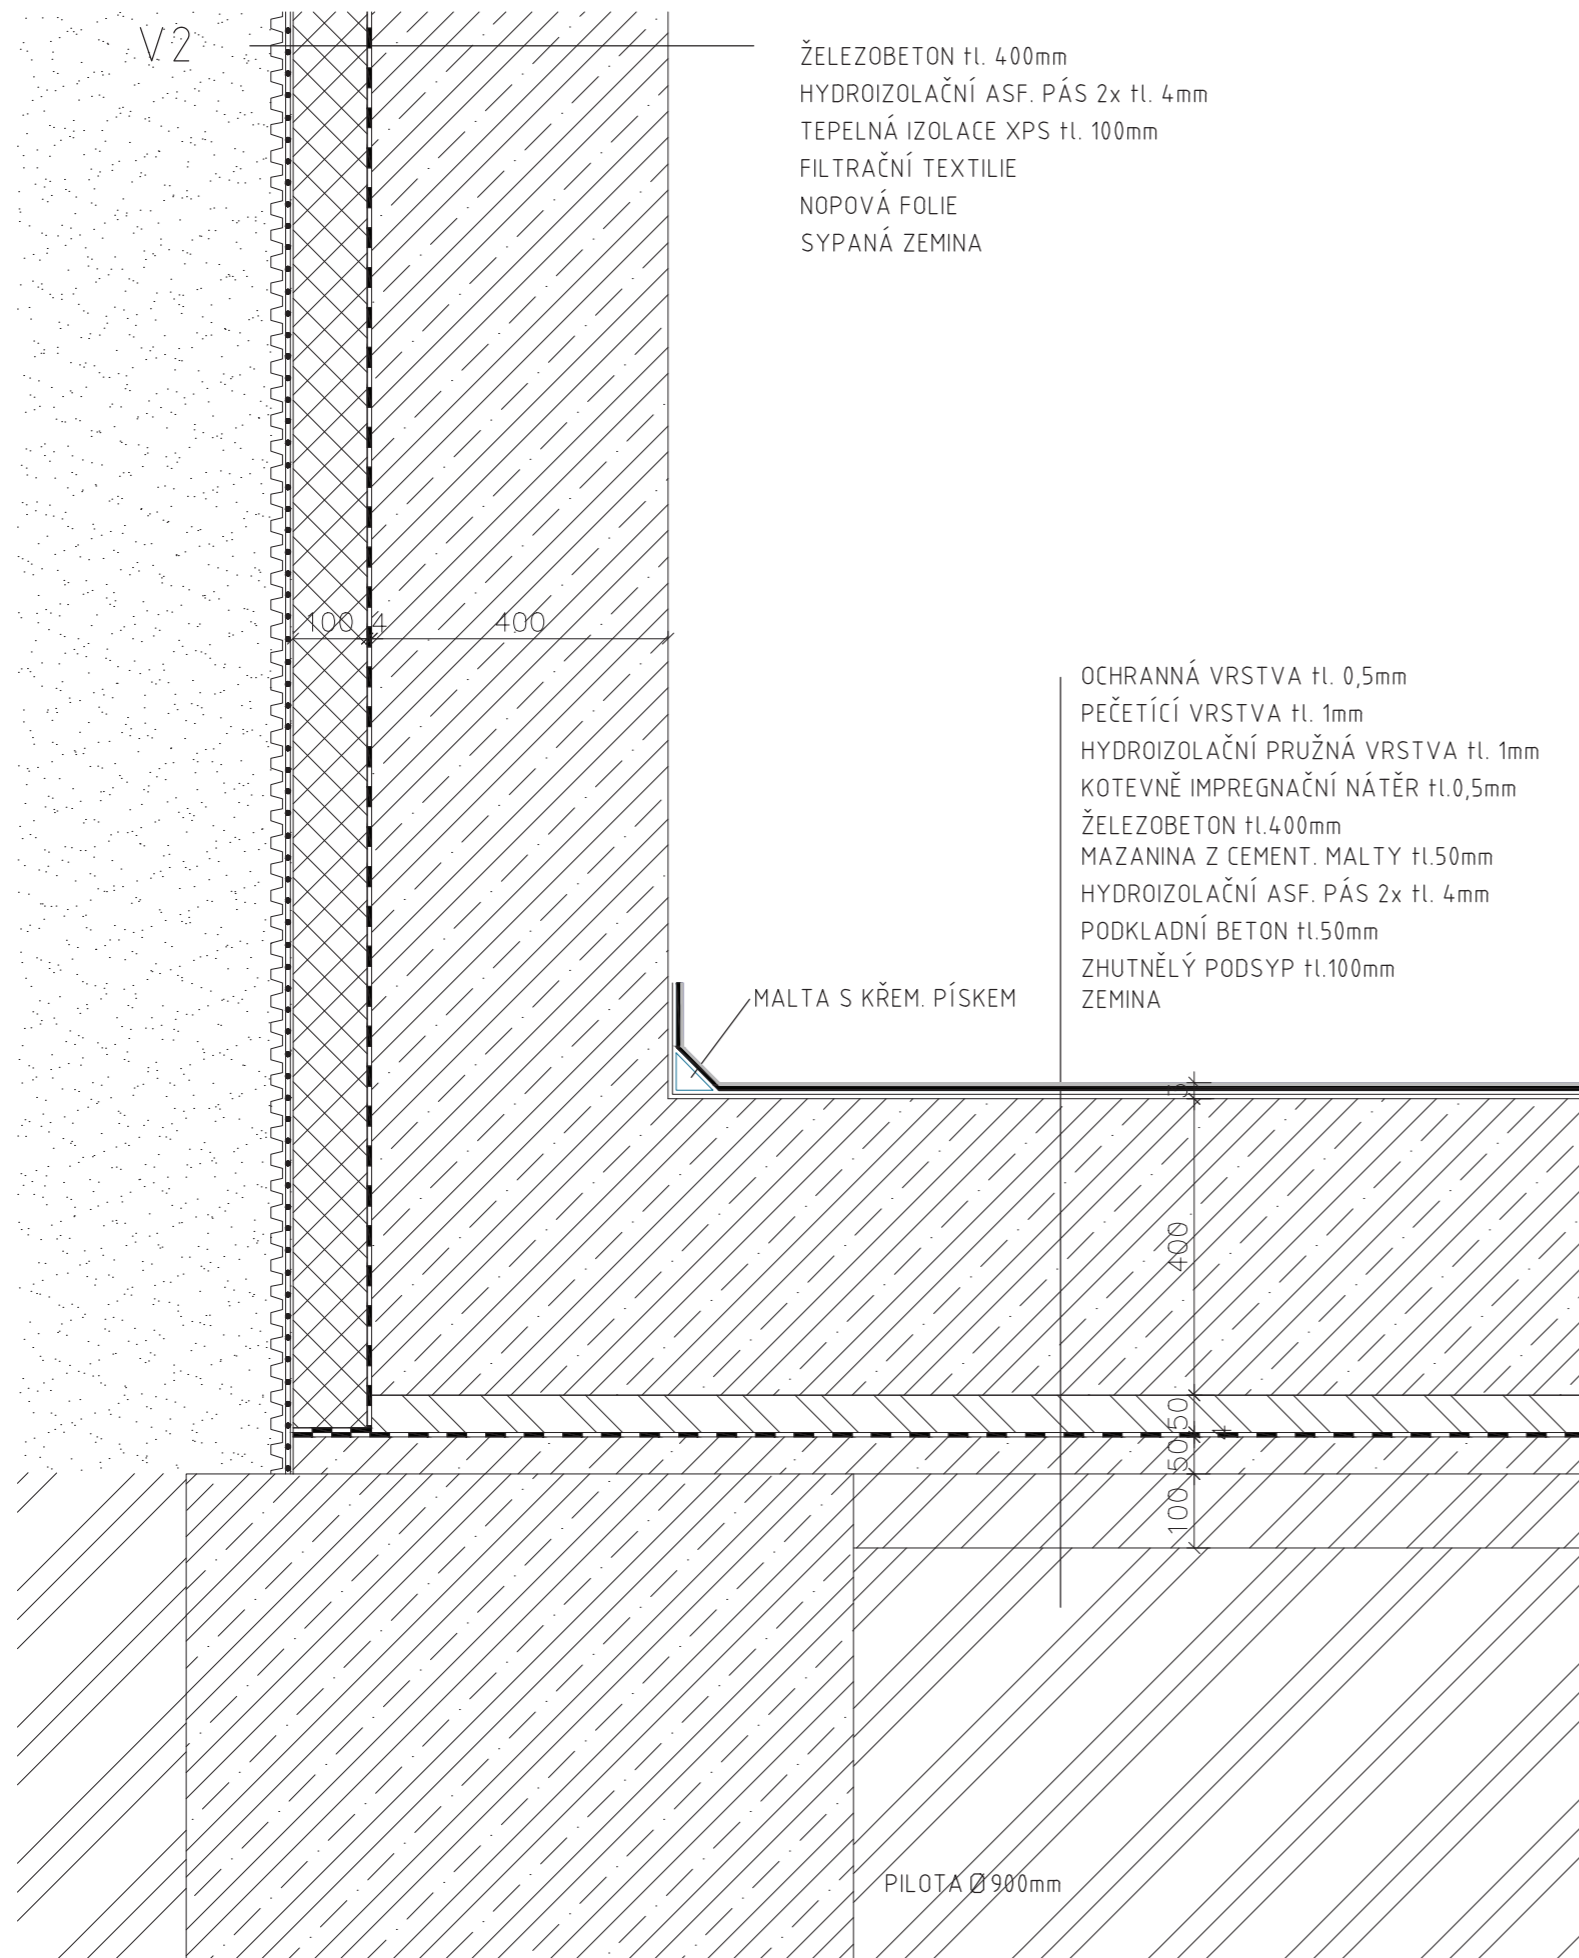 V2
ŽELEZOBETON tl. 400mm
HYDROIZOLAČNÍ ASF. PÁS 2x tl. 4mm
TEPELNÁ IZOLACE XPS tl. 100mm
FILTRAČNÍ TEXTILIE
NOPOVÁ FOLIE
SYPANÁ ZEMINA
100 4 400
OCHRANNÁ VRSTVA tl. 0,5mm
PEČETÍCÍ VRSTVA tl. 1mm
HYDROIZOLAČNÍ PRUŽNÁ VRSTVA tl. 1mm
KOTEVNĚ IMPREGNAČNÍ NÁTĚR tl.0,5mm
ŽELEZOBETON tl.400mm
MAZANINA Z CEMENT. MALTY tl.50mm
HYDROIZOLAČNÍ ASF. PÁS 2x tl. 4mm
PODKLADNÍ BETON tl.50mm
ZHUTNĚLÝ PODSYP tl.100mm
ZEMINA
MALTA S KŘEM. PÍSKEM
3
400
50
4
50
100
PILOTA Ø900mm